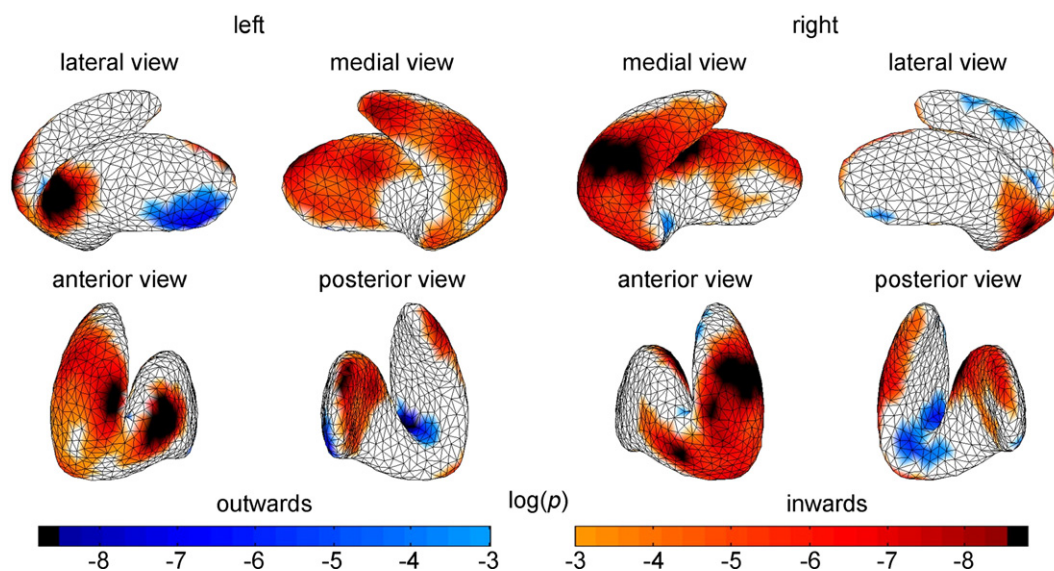 left right
lateral view medial view medial view lateral view
anterior view posterior view anterior view posterior view
outwards log(p) inwards
-8 -7 -6 -5 -4 -3 -3 -4 -5 -6 -7 -8